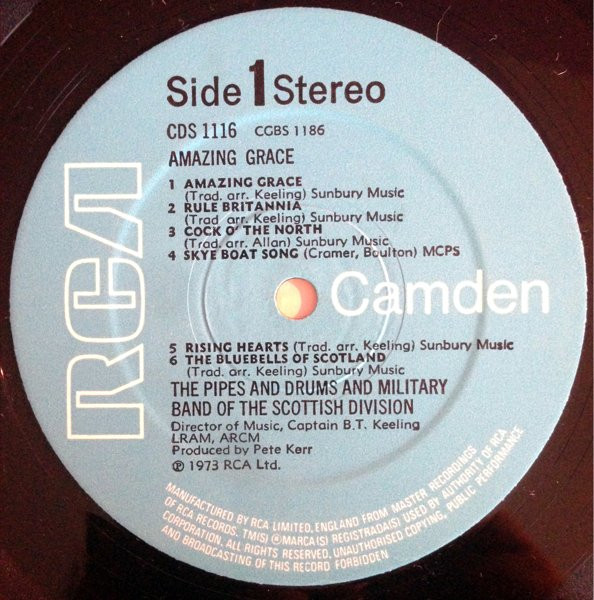 Side 1 Stereo
CDS 1116 CGBS 1186
AMAZING GRACE
1 AMAZING GRACE
(Trad. arr. Keeling) Sunbury Music
2 RULE BRITANNIA
(Trad. arr. Keeling) Sunbury Music
3 COCK O' THE NORTH
(Trad. arr. Allan) Sunbury Music
4 SKYE BOAT SONG (Cramer, Boulton) MCPS
RCA
Camden
5 RISING HEARTS (Trad. arr. Keeling) Sunbury Music
6 THE BLUEBELLS OF SCOTLAND
(Trad. arr. Keeling) Sunbury Music
THE PIPES AND DRUMS AND MILITARY
BAND OF THE SCOTTISH DIVISION
Director of Music, Captain B.T. Keeling
LRAM, ARCM
Produced by Pete Kerr
℗ 1973 RCA Ltd.
MANUFACTURED BY RCA LIMITED, ENGLAND FROM MASTER RECORDINGS
OF RCA RECORDS. TM(S) ® MARCA(S) REGISTRADA(S) USED BY AUTHORITY OF RCA
CORPORATION. ALL RIGHTS RESERVED. UNAUTHORISED COPYING, PUBLIC PERFORMANCE
AND BROADCASTING OF THIS RECORD FORBIDDEN